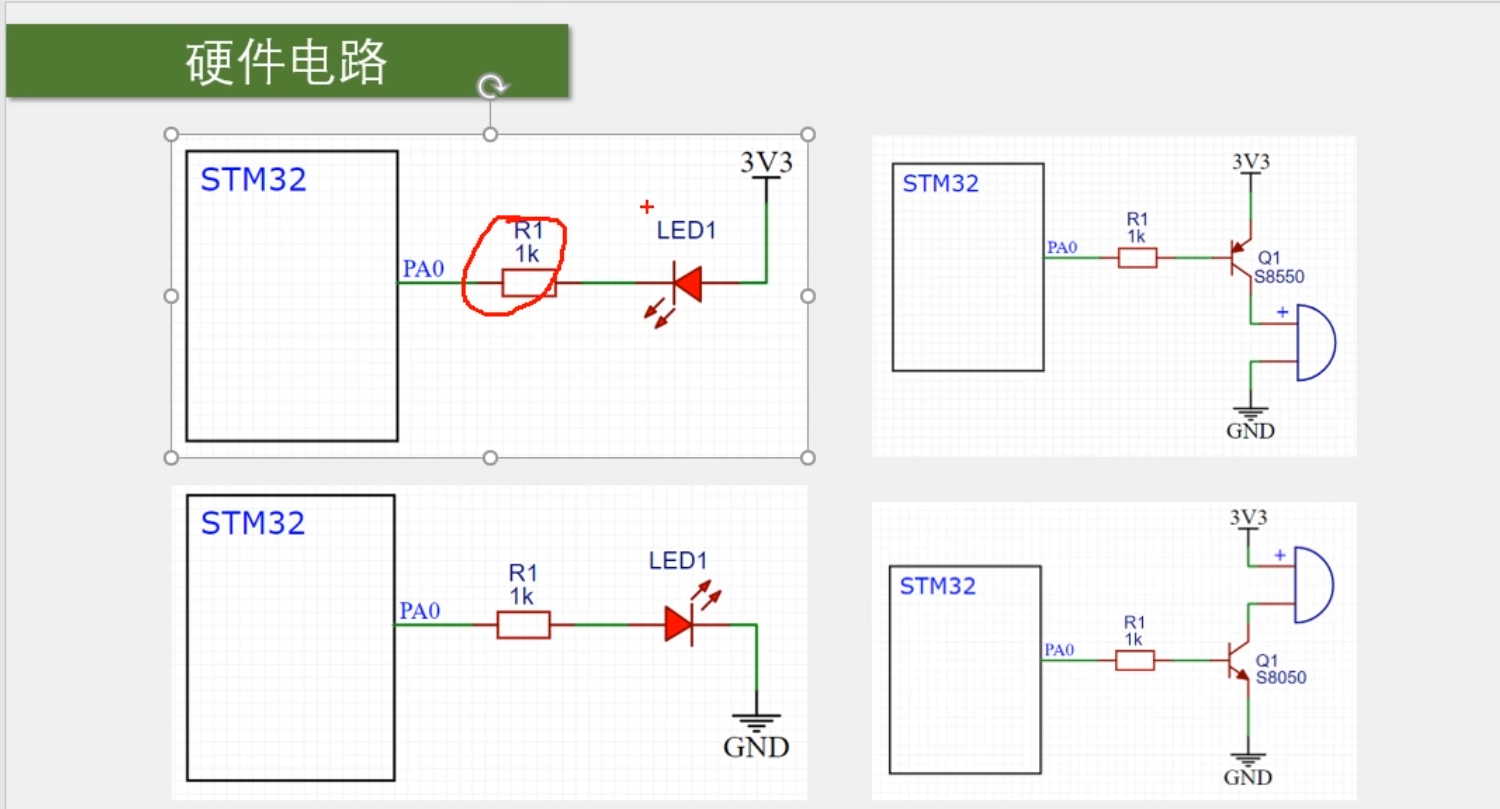 硬件电路
STM32
PA0
R1
1k
LED1
3V3
STM32
PA0
R1
1k
3V3
Q1
S8550
+
GND
STM32
PA0
R1
1k
LED1
GND
STM32
PA0
R1
1k
3V3
+
Q1
S8050
GND